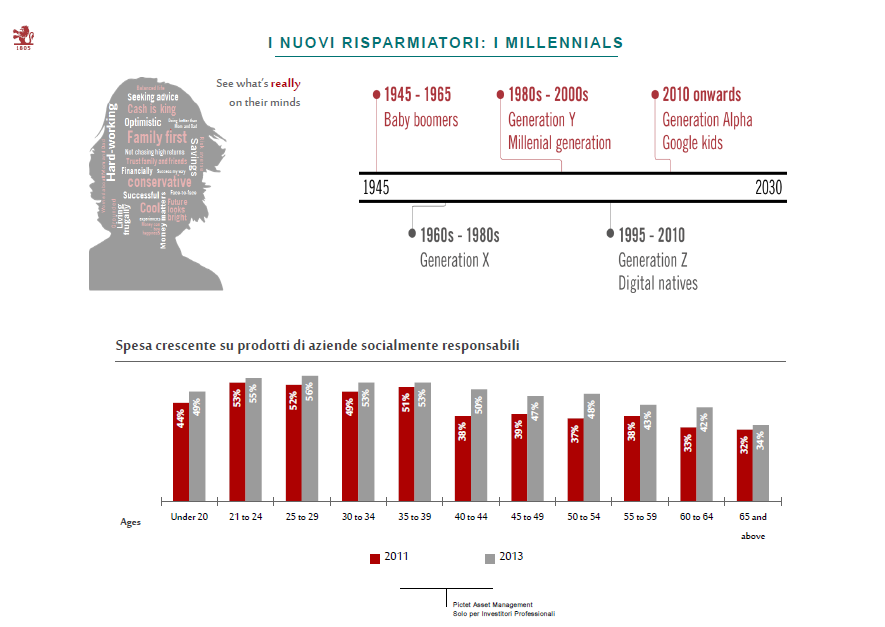 1805
I NUOVI RISPARMIATORI: I MILLENNIALS
See what's really
on their minds
Seeking advice
Cash is king
Optimistic
Family first
Not chasing high returns
Trust family and friends
Financially
conservative
Successful
Face-to-face
Cool
Future
looks
bright
Hard-working
Savings
Living
frugally
Money matters
1945 - 1965
Baby boomers
1980s - 2000s
Generation Y
Millenial generation
2010 onwards
Generation Alpha
Google kids
1945
2030
1960s - 1980s
Generation X
1995 - 2010
Generation Z
Digital natives
Spesa crescente su prodotti di aziende socialmente responsabili
44% 49% 53% 55% 52% 56% 49% 53% 51% 53% 38% 50% 39% 47% 37% 48% 38% 43% 33% 42% 32% 34%
Ages Under 20 21 to 24 25 to 29 30 to 34 35 to 39 40 to 44 45 to 49 50 to 54 55 to 59 60 to 64 65 and
above
2011 2013
Pictet Asset Management
Solo per Investitori Professionali